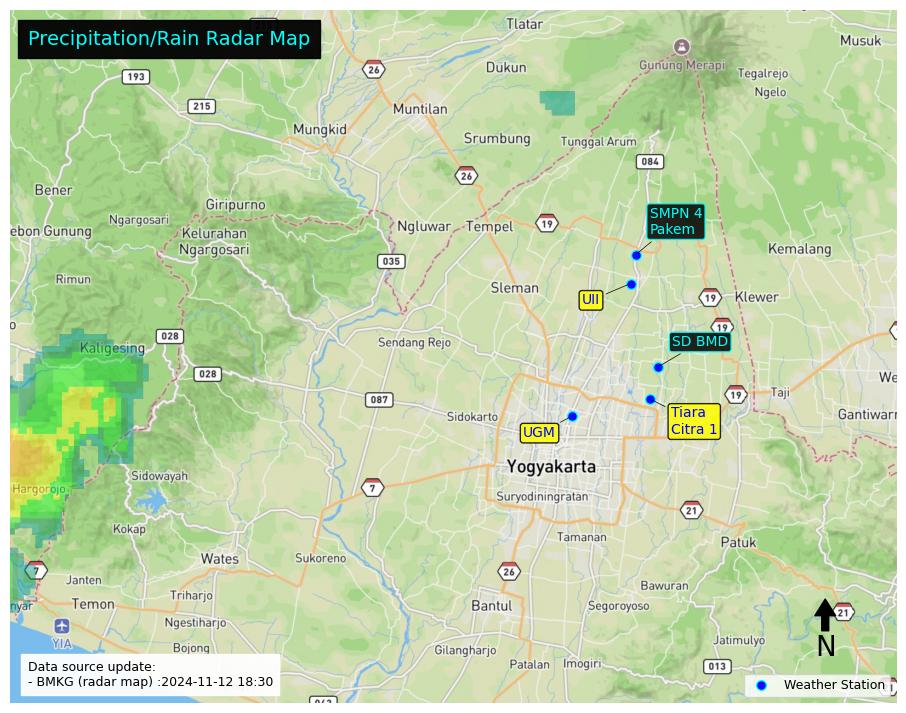 Precipitation/Rain Radar Map
Tlatar
Musuk
26
193
Dukun
Gunung Merapi
Tegalrejo
Ngelo
215
Muntilan
Mungkid
Srumbung
Tunggal Arum
084
26
Bener
Giripurno
Ngargosari
ebon Gunung
Kelurahan
Ngargosari
Ngluwar
Tempel
19
SMPN 4
Pakem
Kemalang
035
Rimun
Sleman
UII
19
Klewer
19
028
Kaligesing
Sendang Rejo
SD BMD
028
We
087
19
Taji
Sidokarto
Tiara
Citra 1
Gantiwarn
UGM
Yogyakarta
Sidowayah
Hargorojo
7
Suryodiningratan
21
Kokap
Tamanan
Patuk
Wates
Sukoreno
7
26
Janten
Bawuran
Triharjo
nyar
Temon
Bantul
Segoroyoso
21
Ngestiharjo
YIA
N
Bojong
Gilangharjo
Jatimulyo
Patalan
Imogiri
013
Data source update:
- BMKG (radar map) :2024-11-12 18:30
Weather Station